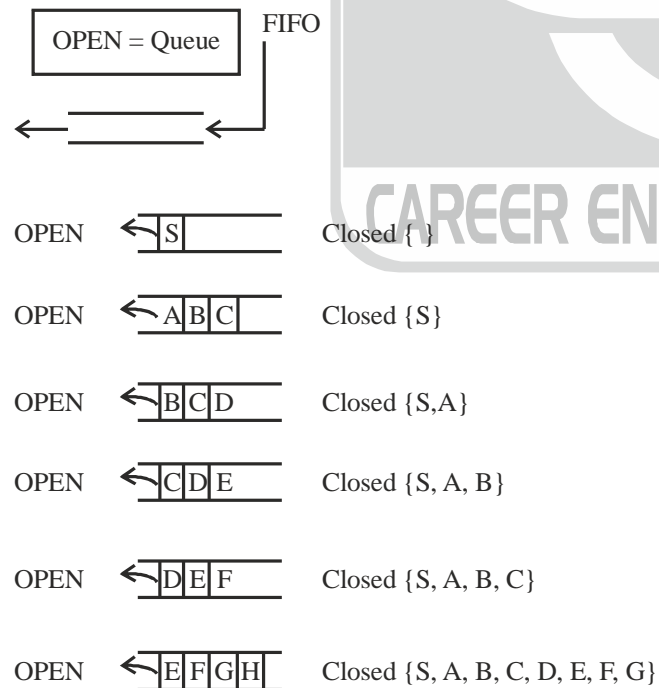 FIFO
OPEN = Queue
CAREER EN
OPEN S Closed { }
OPEN A B C Closed {S}
OPEN B C D Closed {S,A}
OPEN C D E Closed {S, A, B}
OPEN D E F Closed {S, A, B, C}
OPEN E F G H Closed {S, A, B, C, D, E, F, G}